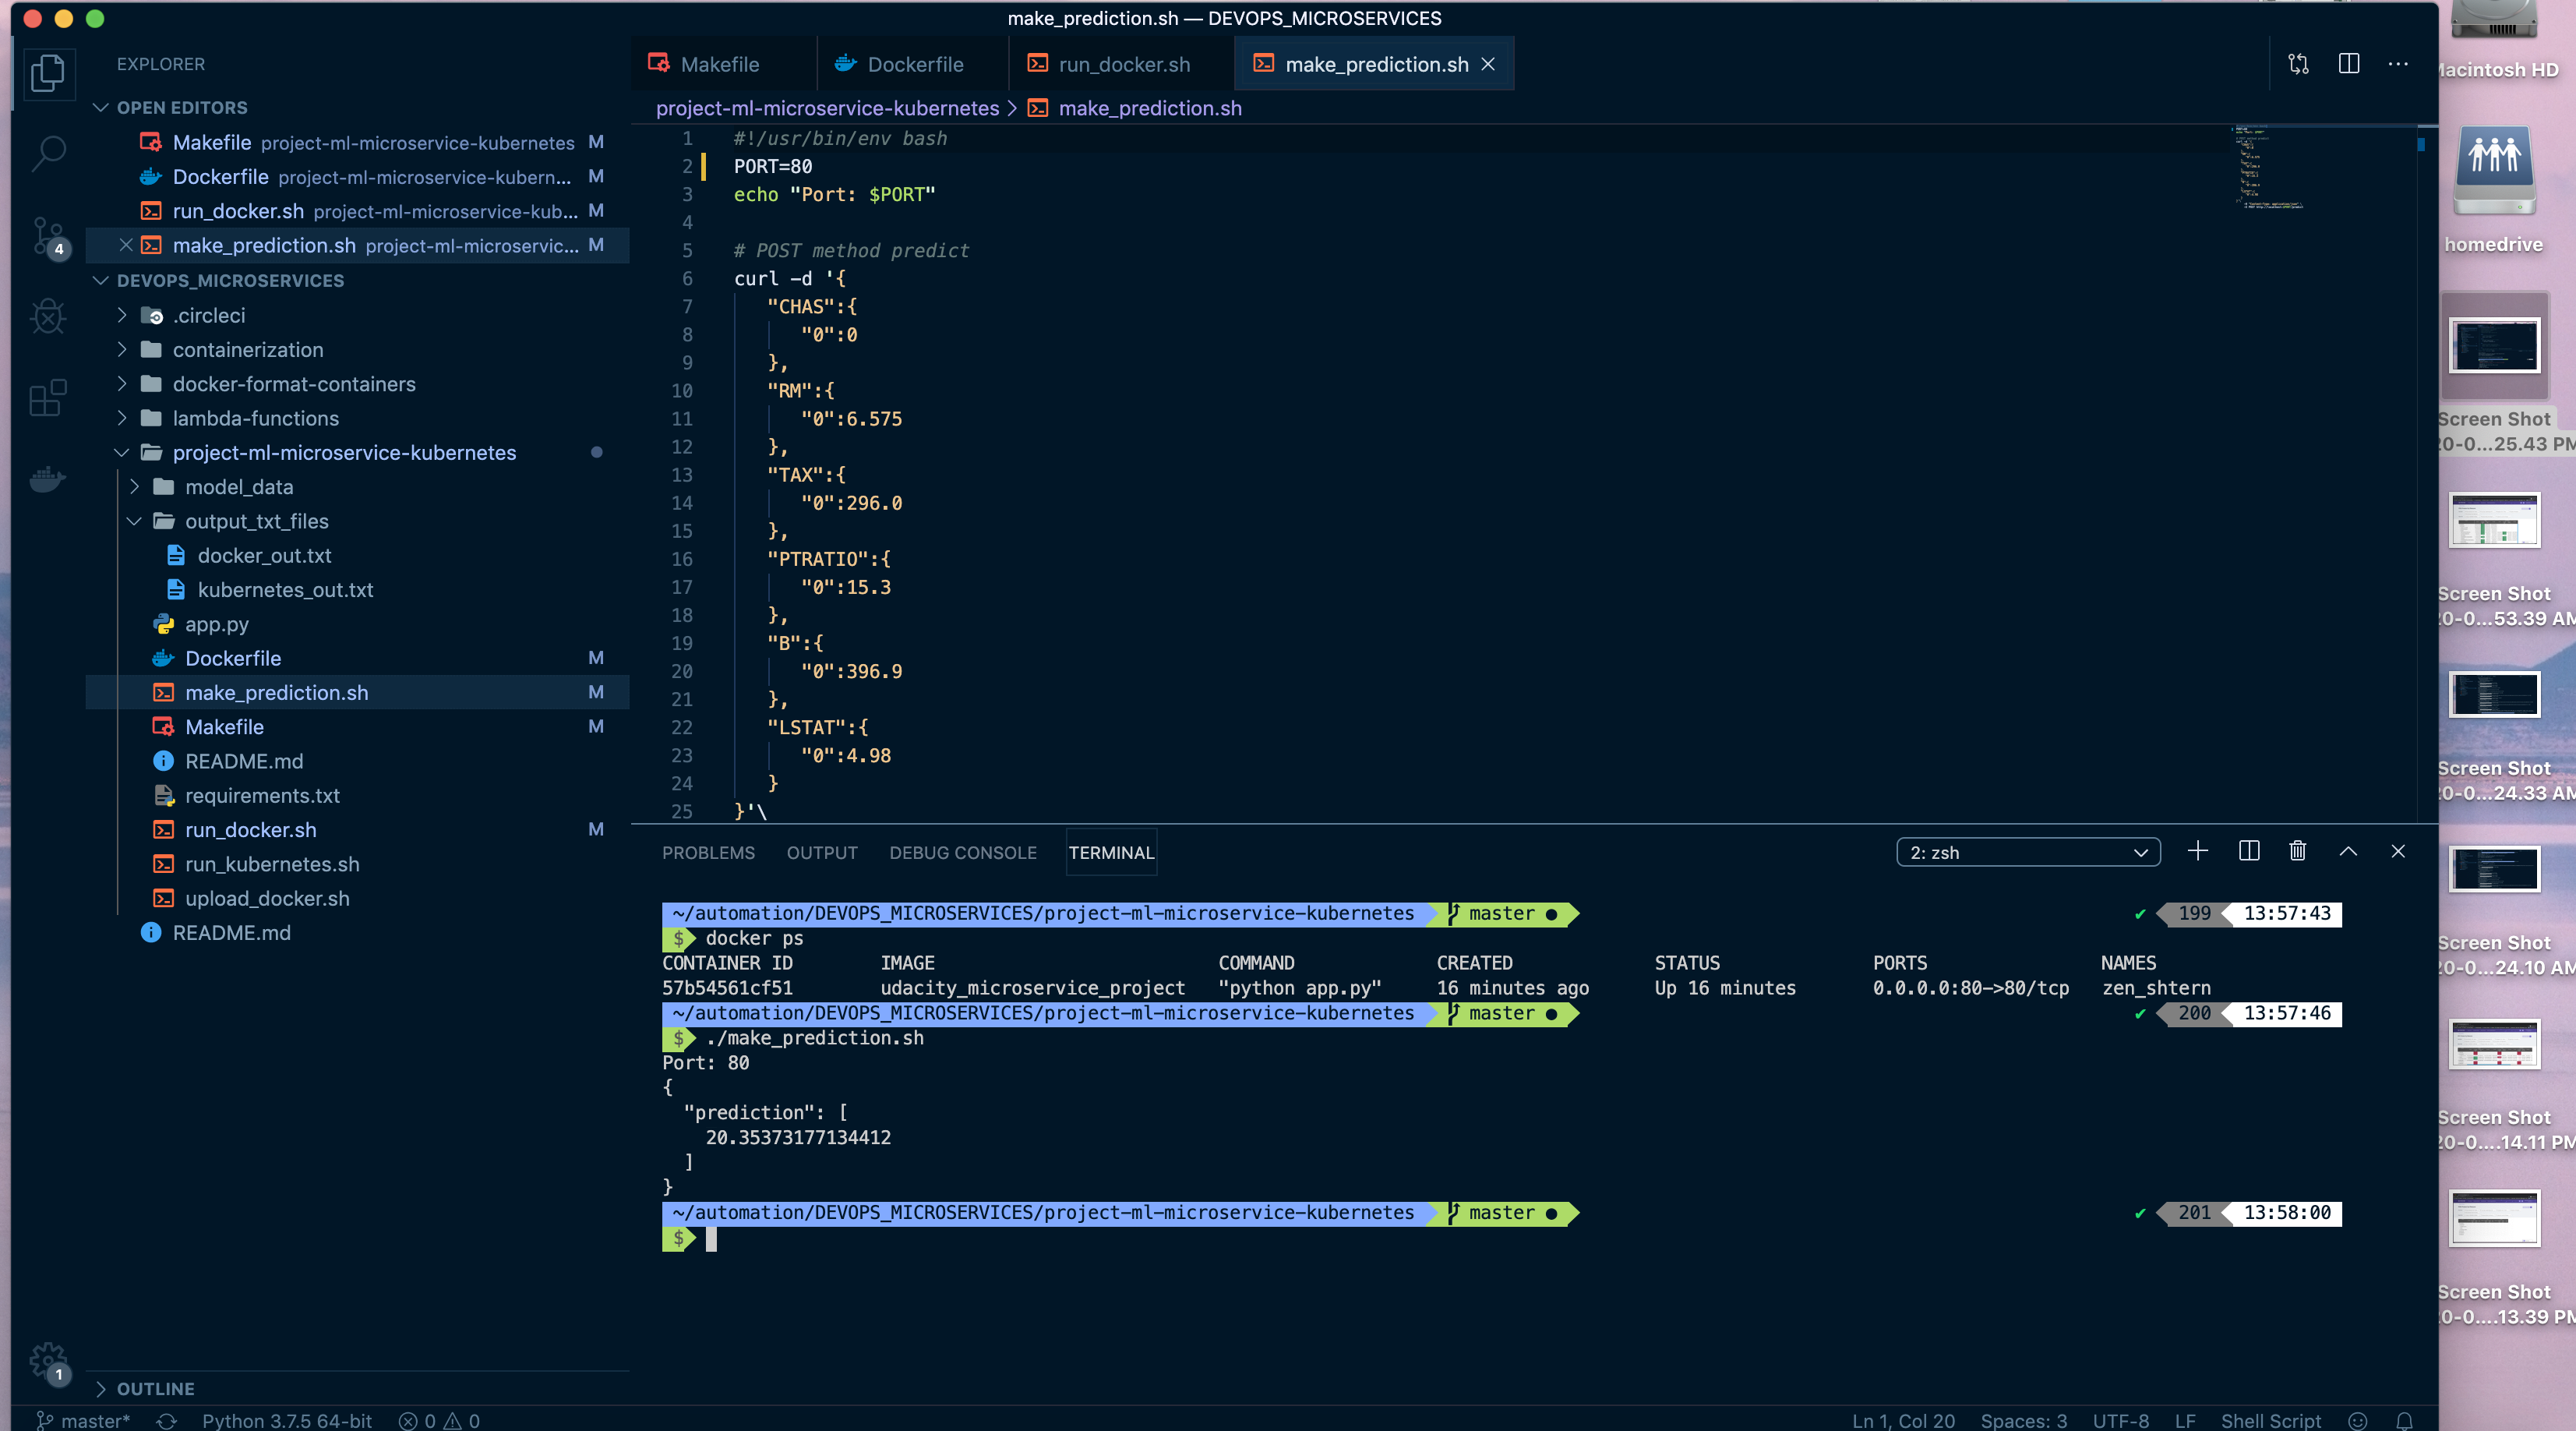 make_prediction.sh — DEVOPS_MICROSERVICES
EXPLORER
OPEN EDITORS
Makefile project-ml-microservice-kubernetes M
Dockerfile project-ml-microservice-kubern... M
run_docker.sh project-ml-microservice-kub... M
make_prediction.sh project-ml-microservic... M
DEVOPS_MICROSERVICES
.circleci
containerization
docker-format-containers
lambda-functions
project-ml-microservice-kubernetes
model_data
output_txt_files
docker_out.txt
kubernetes_out.txt
app.py
Dockerfile M
make_prediction.sh M
Makefile M
README.md
requirements.txt
run_docker.sh M
run_kubernetes.sh
upload_docker.sh
README.md
OUTLINE
4
1
Makefile Dockerfile run_docker.sh make_prediction.sh
project-ml-microservice-kubernetes > make_prediction.sh
1 #!/usr/bin/env bash
2 PORT=80
3 echo "Port: $PORT"
4
5 # POST method predict
6 curl -d '{
7 "CHAS":{
8 "0":0
9 },
10 "RM":{
11 "0":6.575
12 },
13 "TAX":{
14 "0":296.0
15 },
16 "PTRATIO":{
17 "0":15.3
18 },
19 "B":{
20 "0":396.9
21 },
22 "LSTAT":{
23 "0":4.98
24 }
25 }'\
PROBLEMS OUTPUT DEBUG CONSOLE TERMINAL 2: zsh
~/automation/DEVOPS_MICROSERVICES/project-ml-microservice-kubernetes master ● ✔ 199 13:57:43
$ docker ps
CONTAINER ID IMAGE COMMAND CREATED STATUS PORTS NAMES
57b54561cf51 udacity_microservice_project "python app.py" 16 minutes ago Up 16 minutes 0.0.0.0:80->80/tcp zen_shtern
~/automation/DEVOPS_MICROSERVICES/project-ml-microservice-kubernetes master ● ✔ 200 13:57:46
$ ./make_prediction.sh
Port: 80
{
"prediction": [
20.35373177134412
]
}
~/automation/DEVOPS_MICROSERVICES/project-ml-microservice-kubernetes master ● ✔ 201 13:58:00
$
master* Python 3.7.5 64-bit 0 0 Ln 1, Col 20 Spaces: 3 UTF-8 LF Shell Script
Macintosh HD
homedrive
Screen Shot
20-0...25.43 PM
Screen Shot
20-0...53.39 AM
Screen Shot
20-0...24.33 AM
Screen Shot
20-0...24.10 AM
Screen Shot
20-0....14.11 PM
Screen Shot
20-0....13.39 PM